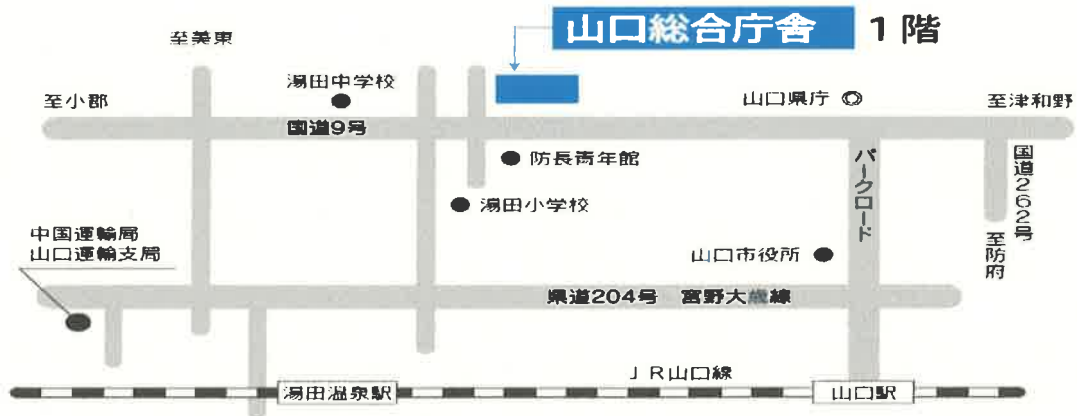 山口総合庁舎 1階
至美東
湯田中学校
至小郡
山口県庁
至津和野
国道9号
防長青年館
パークロード
国道262号
湯田小学校
中国運輸局
山口運輸支局
山口市役所
至防府
県道204号 宮野大歳線
JR山口線
湯田温泉駅
山口駅